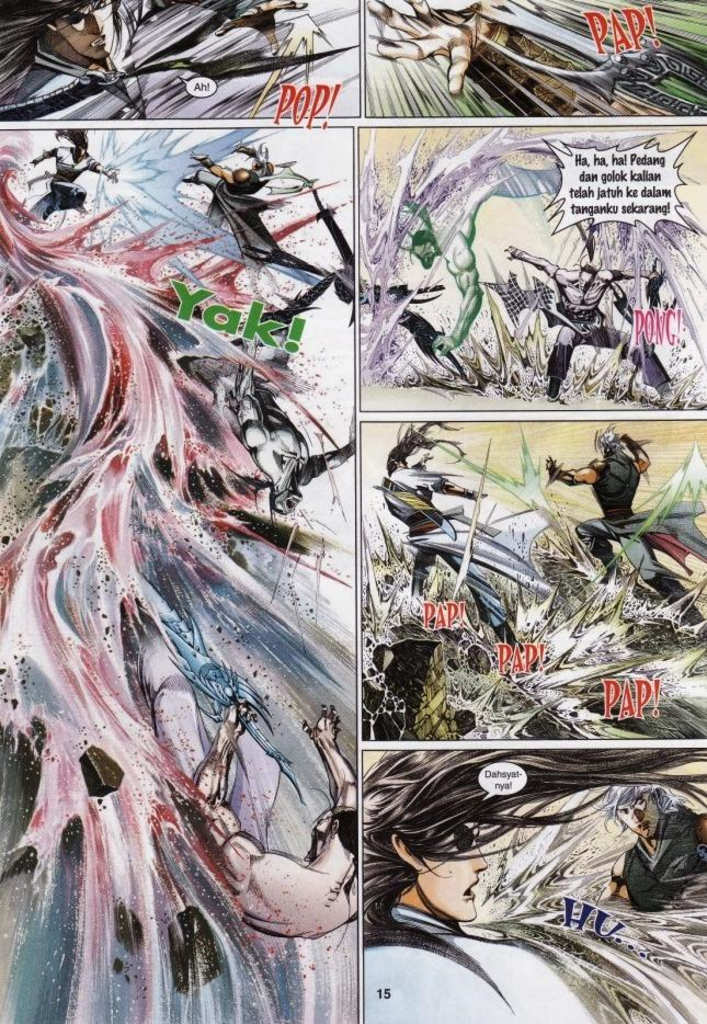 Ah!
POP!
PAP!
Yak!
Ha, ha, ha! Pedang
dan golok kalian
telah jatuh ke dalam
tanganku sekarang!
PONG!
PAP!
PAP!
PAP!
Dahsyat-
nya!
HU...
15